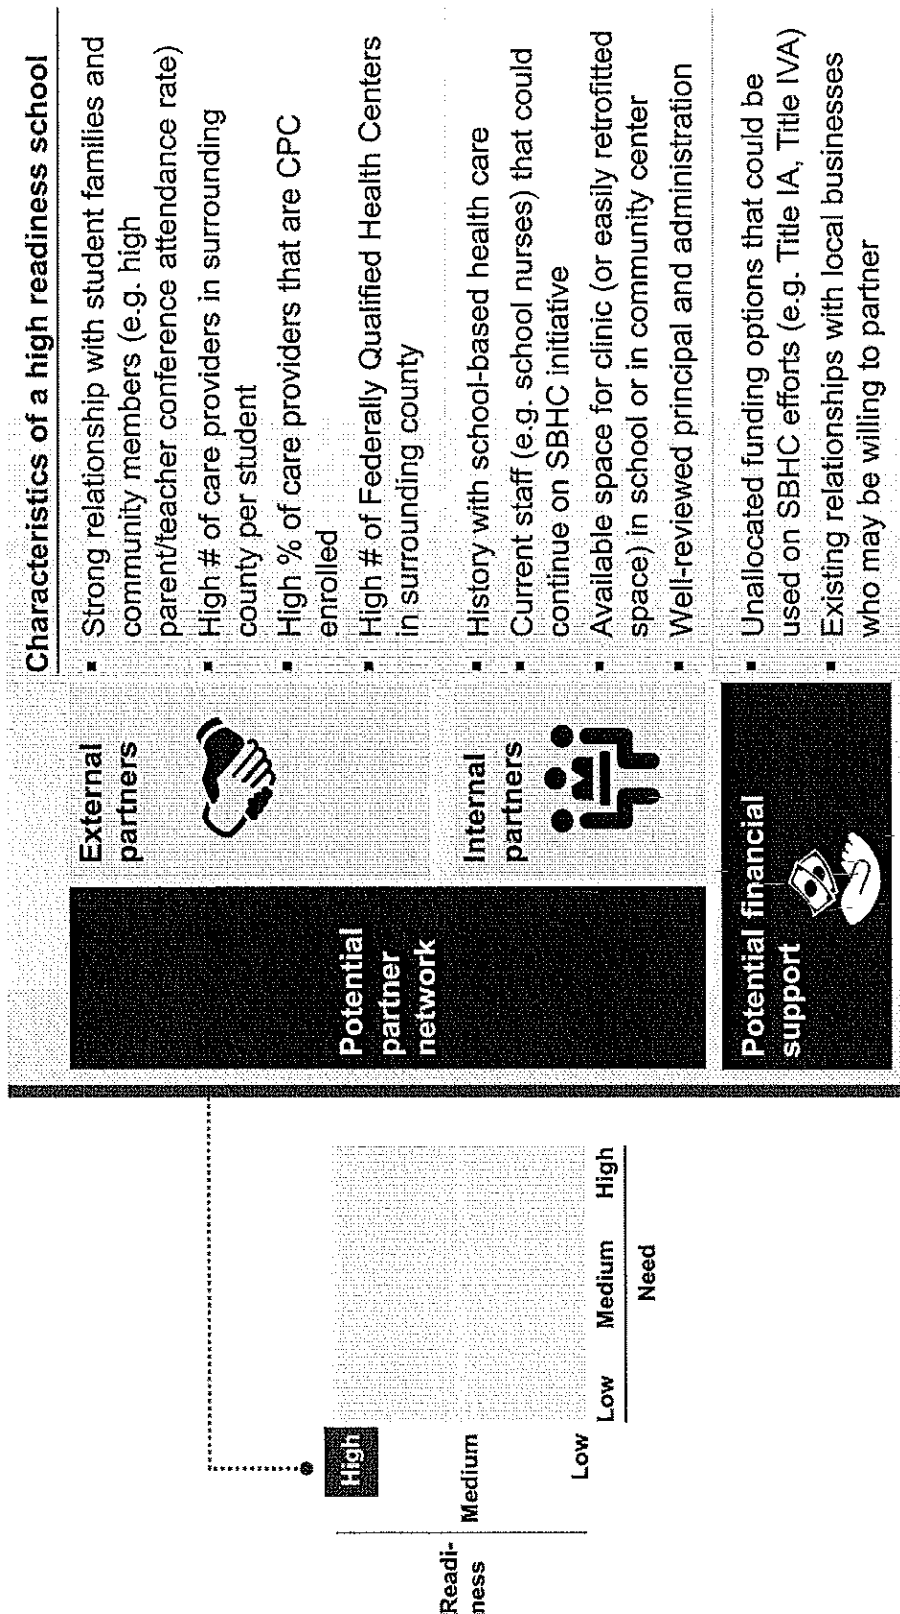 Readi-
ness
High
Medium
Low
Low Medium High
Need
Characteristics of a high readiness school
Potential
partner
network
External
partners
▪ Strong relationship with student families and
community members (e.g. high
parent/teacher conference attendance rate)
▪ High # of care providers in surrounding
county per student
▪ High % of care providers that are CPC
enrolled
▪ High # of Federally Qualified Health Centers
in surrounding county
Internal
partners
▪ History with school-based health care
▪ Current staff (e.g. school nurses) that could
continue on SBHC initiative
▪ Available space for clinic (or easily retrofitted
space) in school or in community center
▪ Well-reviewed principal and administration
Potential financial
support
▪ Unallocated funding options that could be
used on SBHC efforts (e.g. Title IA, Title IVA)
▪ Existing relationships with local businesses
who may be willing to partner